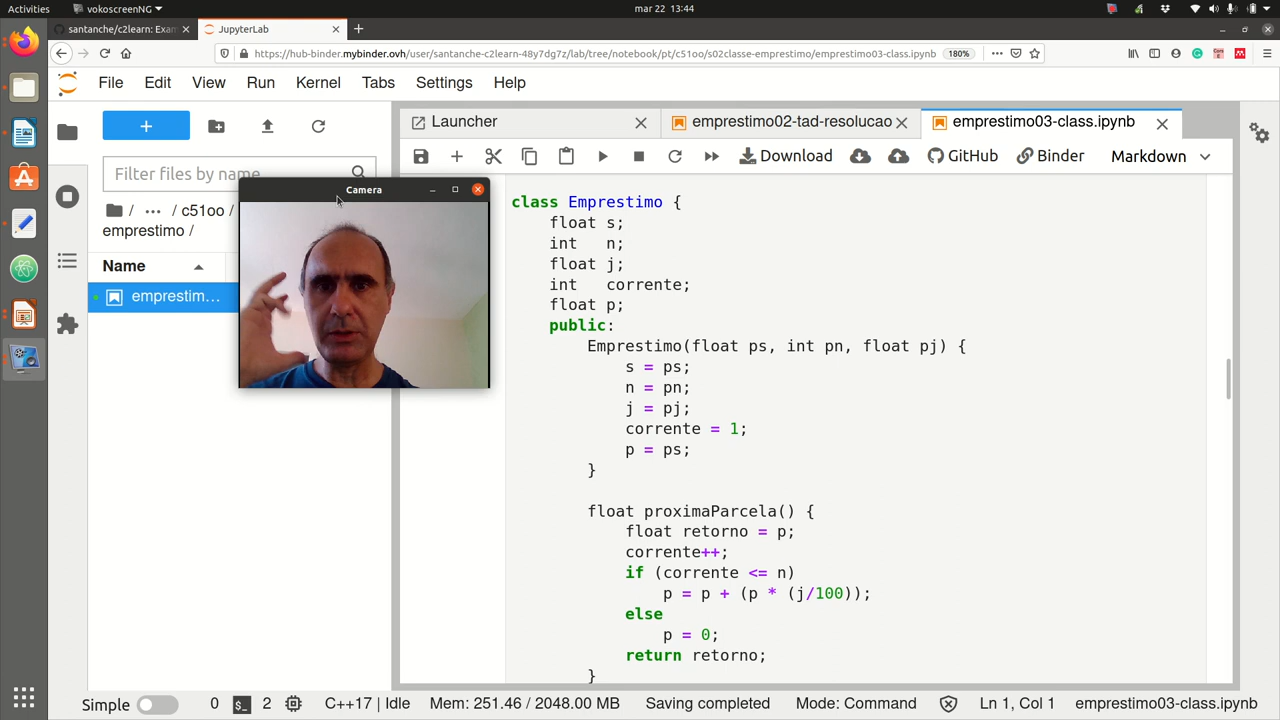 Activities
vokoscreenNG
mar 22 13:44
santanche/c2learn: Exam
JupyterLab
https://hub-binder.mybinder.ovh/user/santanche-c2learn-48y7dg7z/lab/tree/notebook/pt/c51oo/s02classe-emprestimo/emprestimo03-class.ipynb
180%
File Edit View Run Kernel Tabs Settings Help
Launcher
emprestimo02-tad-resolucao
emprestimo03-class.ipynb
Download
GitHub
Binder
Markdown
Filter files by name
/ ... / c51oo /
emprestimo /
Name
emprestim...
Camera
class Emprestimo {
float s;
int n;
float j;
int corrente;
float p;
public:
Emprestimo(float ps, int pn, float pj) {
s = ps;
n = pn;
j = pj;
corrente = 1;
p = ps;
}
float proximaParcela() {
float retorno = p;
corrente++;
if (corrente <= n)
p = p + (p * (j/100));
else
p = 0;
return retorno;
}
Simple 0 $_ 2 C++17 | Idle Mem: 251.46 / 2048.00 MB Saving completed Mode: Command Ln 1, Col 1 emprestimo03-class.ipynb